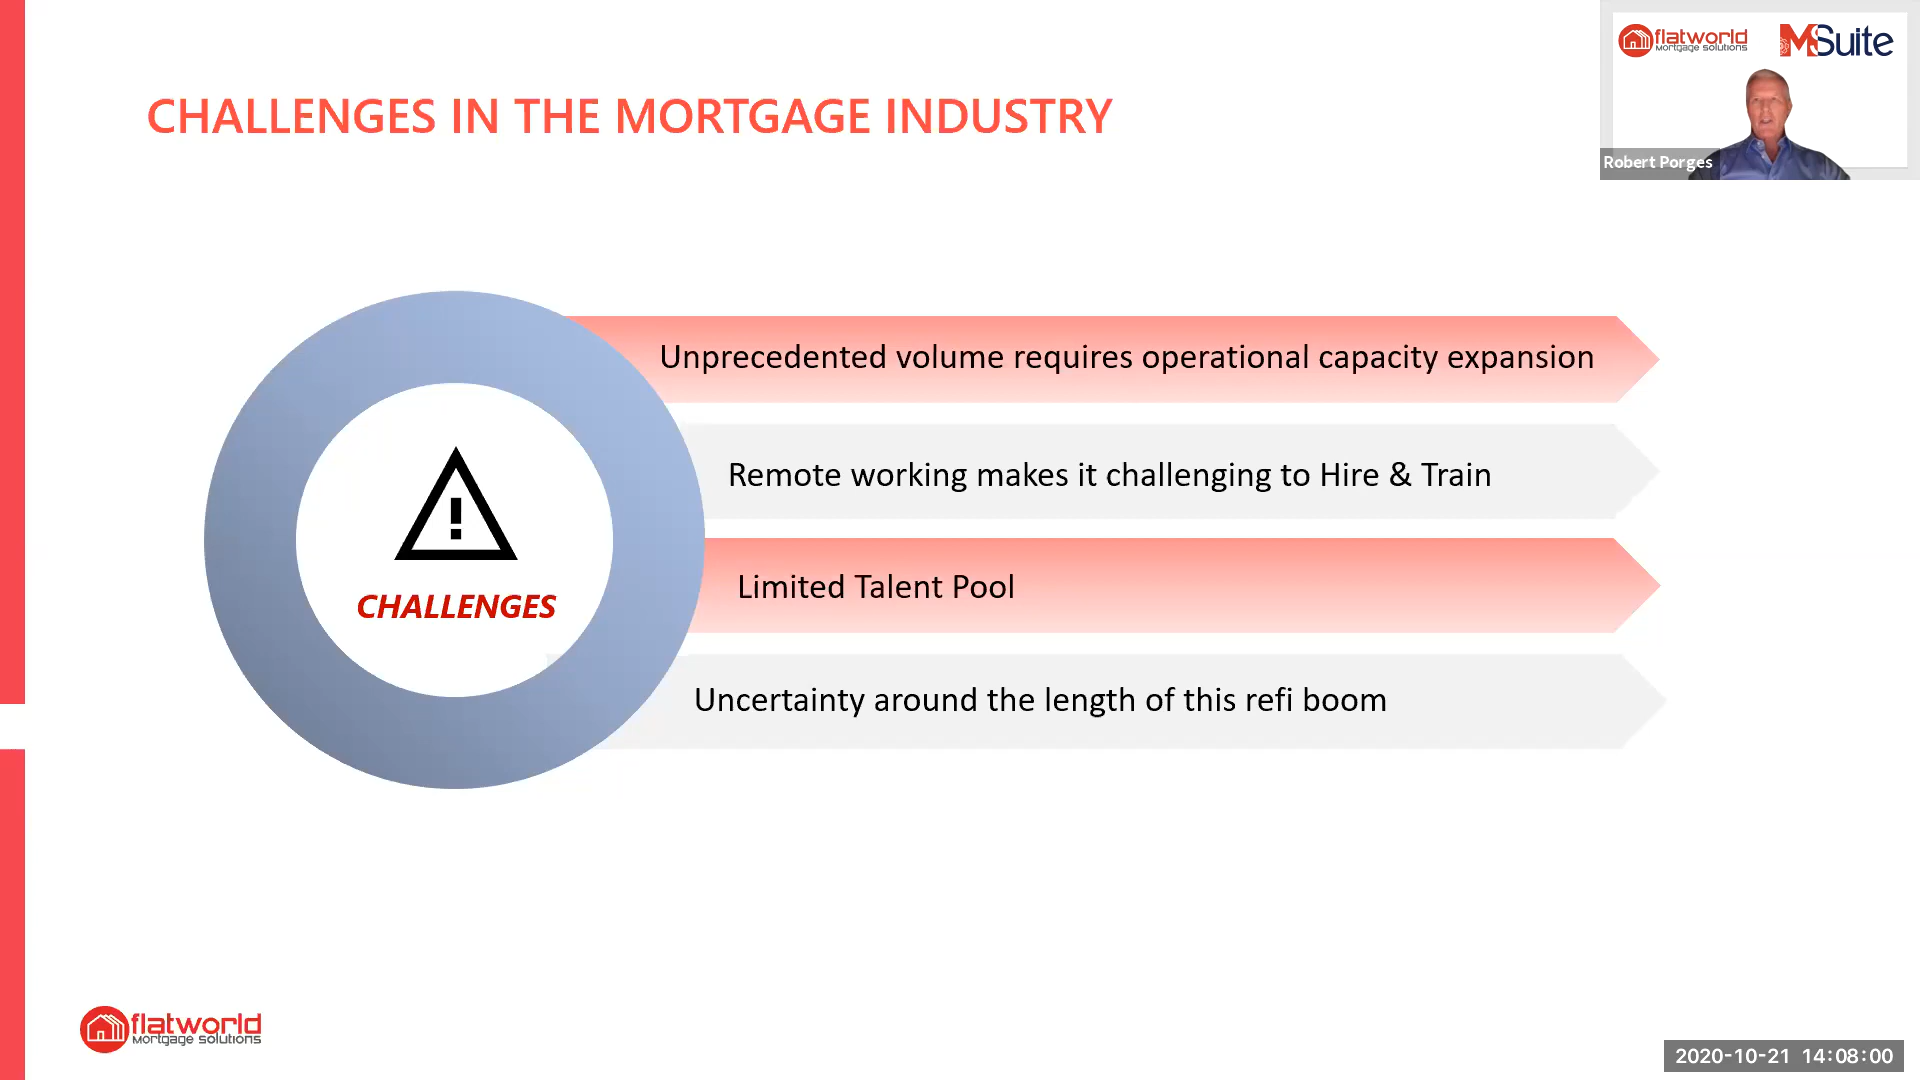 flatworld
Mortgage Solutions
MSuite
CHALLENGES IN THE MORTGAGE INDUSTRY
Robert Porges
Unprecedented volume requires operational capacity expansion
Remote working makes it challenging to Hire & Train
CHALLENGES
Limited Talent Pool
Uncertainty around the length of this refi boom
flatworld
Mortgage Solutions
2020-10-21 14:08:00